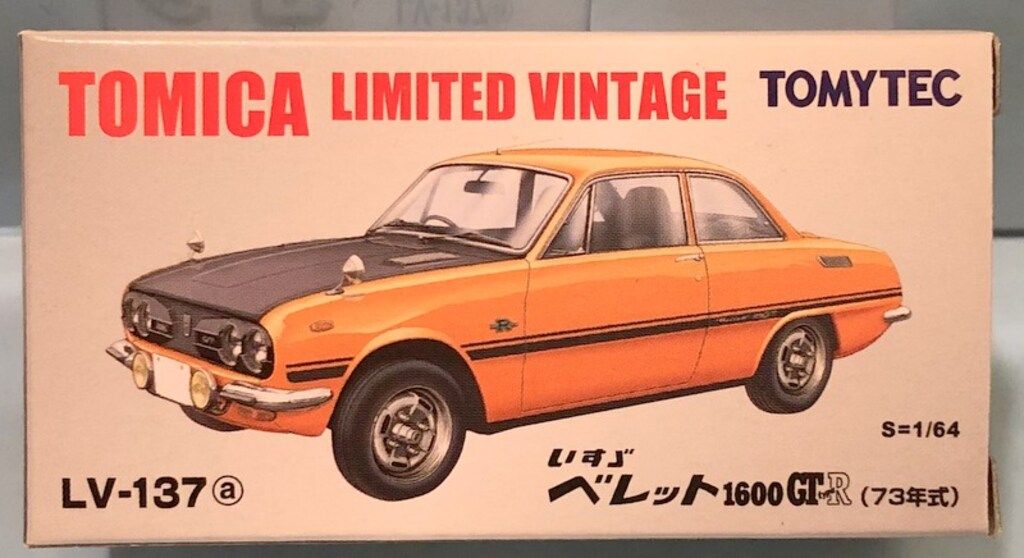 TOMICA LIMITED VINTAGE TOMYTEC
S=1/64
LV-137ⓐ
いすゞ
ベレット1600GT typeR (73年式)